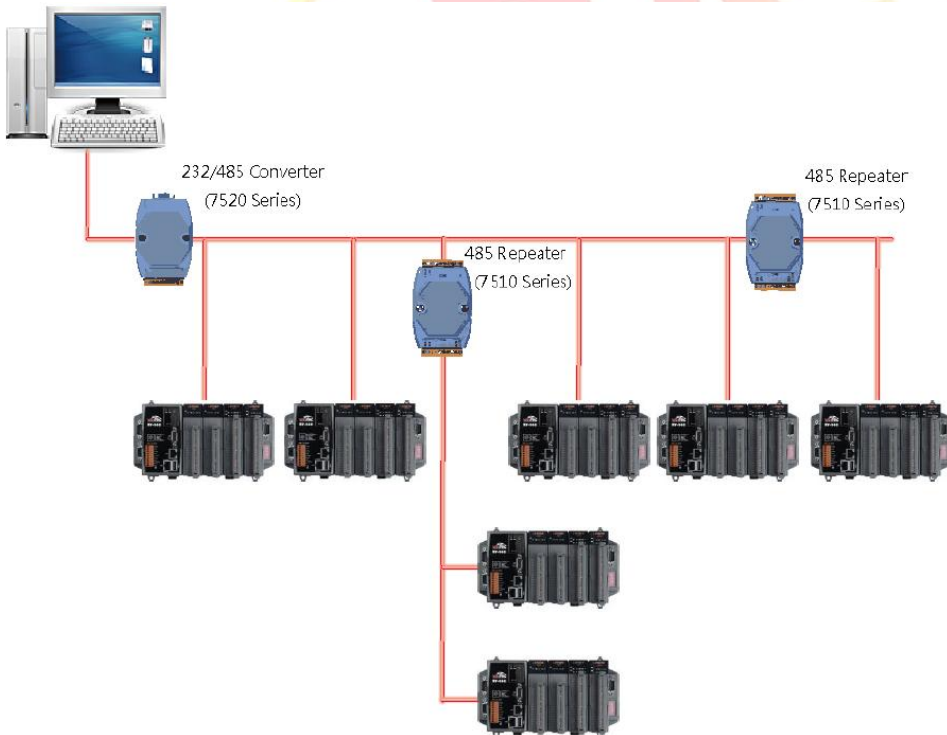 232/485 Converter
(7520 Series)
485 Repeater
(7510 Series)
485 Repeater
(7510 Series)